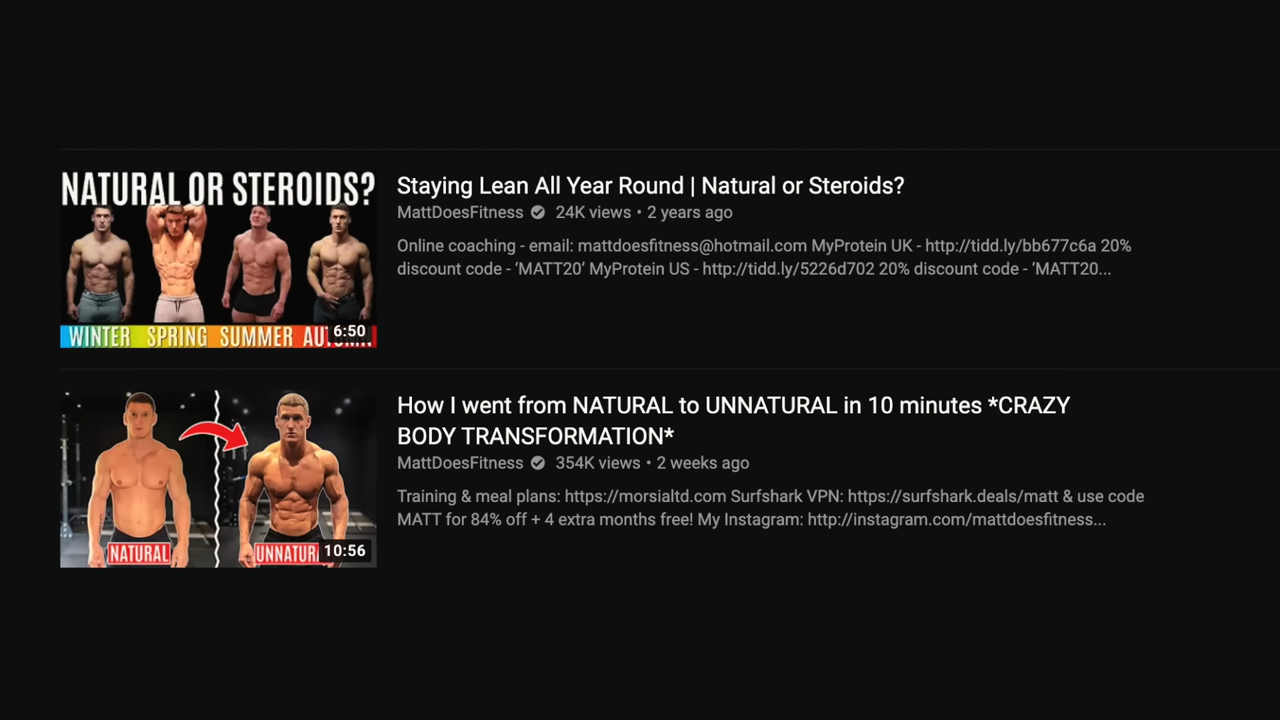 NATURAL OR STEROIDS?
WINTER SPRING SUMMER AUTUMN
6:50
Staying Lean All Year Round | Natural or Steroids?
MattDoesFitness 24K views • 2 years ago
Online coaching - email: mattdoesfitness@hotmail.com MyProtein UK - http://tidd.ly/bb677c6a 20%
discount code - ‘MATT20’ MyProtein US - http://tidd.ly/5226d702 20% discount code - ‘MATT20...
NATURAL
UNNATURA
10:56
How I went from NATURAL to UNNATURAL in 10 minutes *CRAZY
BODY TRANSFORMATION*
MattDoesFitness 354K views • 2 weeks ago
Training & meal plans: https://morsialtd.com Surfshark VPN: https://surfshark.deals/matt & use code
MATT for 84% off + 4 extra months free! My Instagram: http://instagram.com/mattdoesfitness...